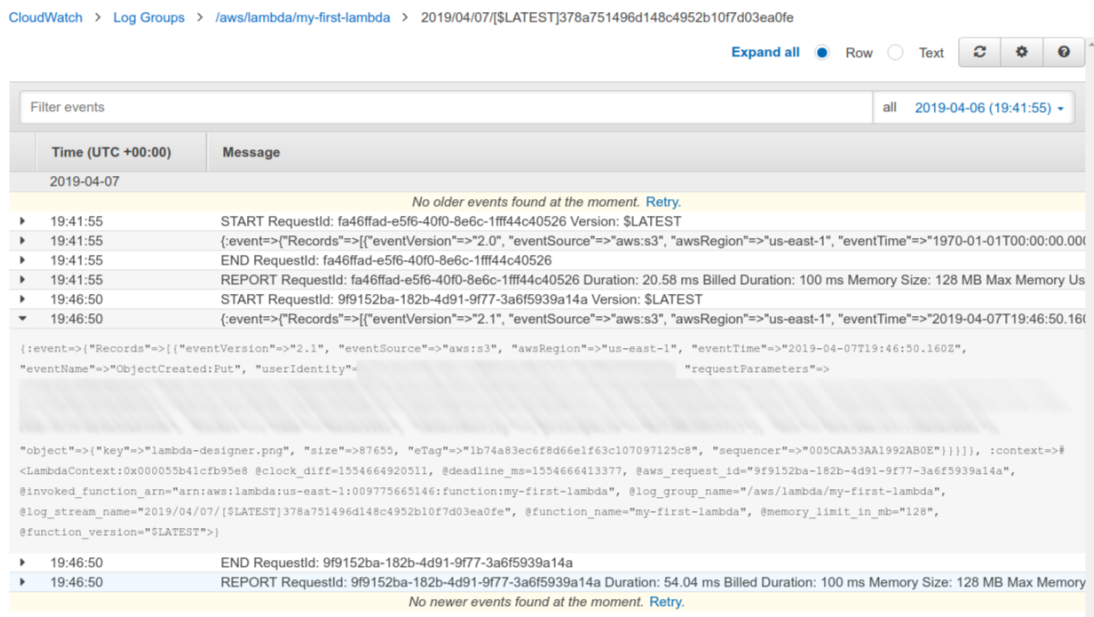 CloudWatch > Log Groups > /aws/lambda/my-first-lambda > 2019/04/07/[$LATEST]378a751496d148c4952b10f7d03ea0fe
Expand all Row Text
Filter events all 2019-04-06 (19:41:55)
Time (UTC +00:00) Message
2019-04-07
No older events found at the moment. Retry.
19:41:55 START RequestId: fa46ffad-e5f6-40f0-8e6c-1fff44c40526 Version: $LATEST
19:41:55 {:event=>{"Records"=>[{"eventVersion"=>"2.0", "eventSource"=>"aws:s3", "awsRegion"=>"us-east-1", "eventTime"=>"1970-01-01T00:00:00.000
19:41:55 END RequestId: fa46ffad-e5f6-40f0-8e6c-1fff44c40526
19:41:55 REPORT RequestId: fa46ffad-e5f6-40f0-8e6c-1fff44c40526 Duration: 20.58 ms Billed Duration: 100 ms Memory Size: 128 MB Max Memory Us
19:46:50 START RequestId: 9f9152ba-182b-4d91-9f77-3a6f5939a14a Version: $LATEST
19:46:50 {:event=>{"Records"=>[{"eventVersion"=>"2.1", "eventSource"=>"aws:s3", "awsRegion"=>"us-east-1", "eventTime"=>"2019-04-07T19:46:50.160
{:event=>{"Records"=>[{"eventVersion"=>"2.1", "eventSource"=>"aws:s3", "awsRegion"=>"us-east-1", "eventTime"=>"2019-04-07T19:46:50.160Z",
"eventName"=>"ObjectCreated:Put", "userIdentity"= "requestParameters"=>
"object"=>{"key"=>"lambda-designer.png", "size"=>87655, "eTag"=>"1b74a83ec6f8d66e1f63c107097125c8", "sequencer"=>"005CAA53AA1992AB0E"}}}]}, :context=>#
<LambdaContext:0x000055b41cfb95e8 @clock_diff=1554664920511, @deadline_ms=1554666413377, @aws_request_id="9f9152ba-182b-4d91-9f77-3a6f5939a14a",
@invoked_function_arn="arn:aws:lambda:us-east-1:009775665146:function:my-first-lambda", @log_group_name="/aws/lambda/my-first-lambda",
@log_stream_name="2019/04/07/[$LATEST]378a751496d148c4952b10f7d03ea0fe", @function_name="my-first-lambda", @memory_limit_in_mb="128",
@function_version="$LATEST">}
19:46:50 END RequestId: 9f9152ba-182b-4d91-9f77-3a6f5939a14a
19:46:50 REPORT RequestId: 9f9152ba-182b-4d91-9f77-3a6f5939a14a Duration: 54.04 ms Billed Duration: 100 ms Memory Size: 128 MB Max Memory
No newer events found at the moment. Retry.